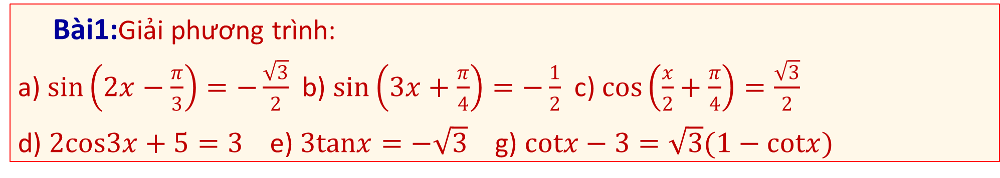 Bài1:Giải phương trình:
a) sin(2x − π/3) = −√3/2 b) sin(3x + π/4) = −1/2 c) cos(x/2 + π/4) = √3/2
d) 2cos3x + 5 = 3 e) 3tanx = −√3 g) cotx − 3 = √3(1 − cotx)